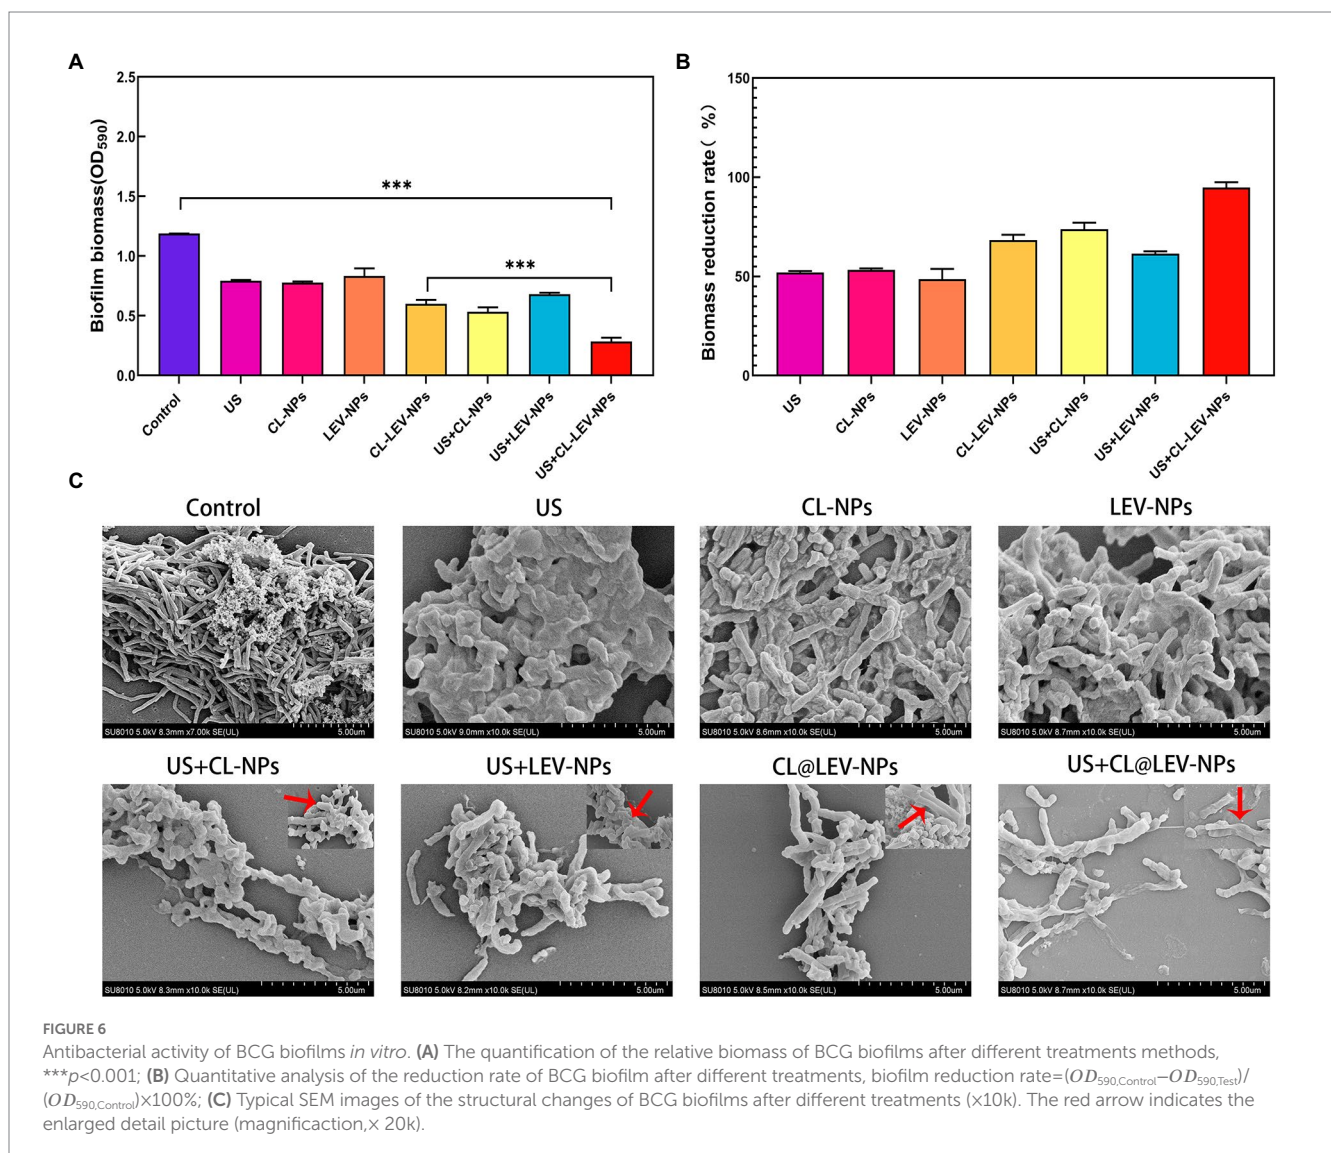 A
Biofilm biomass(OD590)
2.5
2.0
1.5
1.0
0.5
0.0
***
***
Control
US
CL-NPs
LEV-NPs
CL-LEV-NPs
US+CL-NPs
US+LEV-NPs
US+CL-LEV-NPs
B
Biomass reduction rate( %)
150
100
50
0
US
CL-NPs
LEV-NPs
CL-LEV-NPs
US+CL-NPs
US+LEV-NPs
US+CL-LEV-NPs
C
Control
US
CL-NPs
LEV-NPs
SU8010 5.0kV 8.3mm x7.00k SE(UL) 5.00um
SU8010 5.0kV 9.0mm x10.0k SE(UL) 5.00um
SU8010 5.0kV 8.6mm x10.0k SE(UL) 5.00um
SU8010 5.0kV 8.7mm x10.0k SE(UL) 5.00um
US+CL-NPs
US+LEV-NPs
CL@LEV-NPs
US+CL@LEV-NPs
SU8010 5.0kV 8.3mm x10.0k SE(UL) 5.00um
SU8010 5.0kV 8.2mm x10.0k SE(UL) 5.00um
SU8010 5.0kV 8.5mm x10.0k SE(UL) 5.00um
SU8010 5.0kV 8.7mm x10.0k SE(UL) 5.00um
FIGURE 6
Antibacterial activity of BCG biofilms in vitro. (A) The quantification of the relative biomass of BCG biofilms after different treatments methods,
***p<0.001; (B) Quantitative analysis of the reduction rate of BCG biofilm after different treatments, biofilm reduction rate=(OD590,Control−OD590,Test)/
(OD590,Control)×100%; (C) Typical SEM images of the structural changes of BCG biofilms after different treatments (×10k). The red arrow indicates the
enlarged detail picture (magnificaction,× 20k).